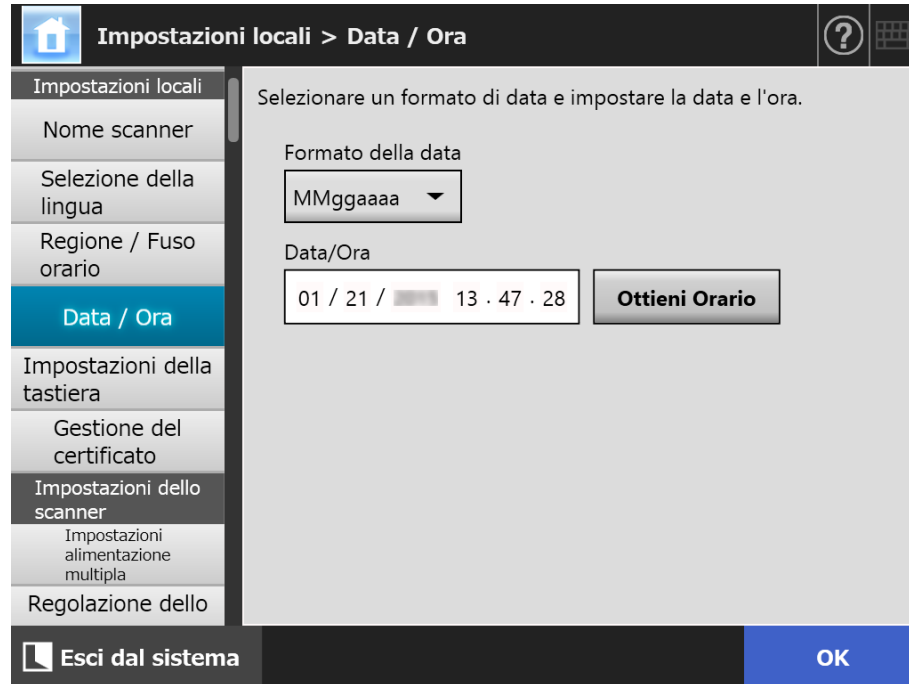 Impostazioni locali > Data / Ora
?
Impostazioni locali
Nome scanner
Selezione della
lingua
Regione / Fuso
orario
Data / Ora
Impostazioni della
tastiera
Gestione del
certificato
Impostazioni dello
scanner
Impostazioni
alimentazione
multipla
Regolazione dello
Selezionare un formato di data e impostare la data e l'ora.
Formato della data
MMggaaaa
Data/Ora
01 / 21 / 13 . 47 . 28
Ottieni Orario
Esci dal sistema
OK